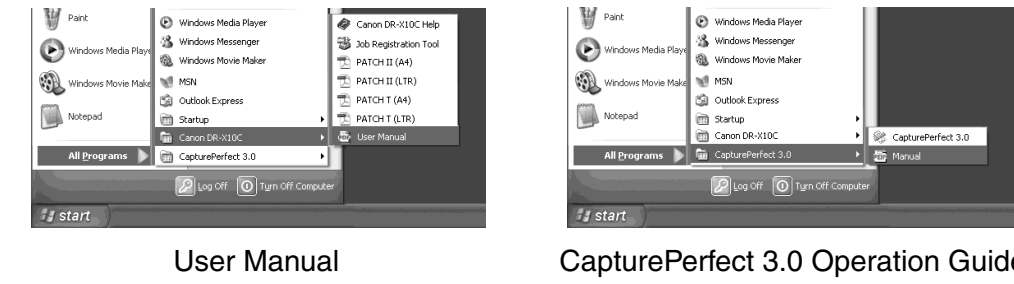 Paint
Windows Media Playe
Windows Movie Make
Notepad
All Programs
Windows Media Player
Windows Messenger
Windows Movie Maker
MSN
Outlook Express
Startup
Canon DR-X10C
CapturePerfect 3.0
Canon DR-X10C Help
Job Registration Tool
PATCH II (A4)
PATCH II (LTR)
PATCH T (A4)
PATCH T (LTR)
User Manual
Log Off
Turn Off Computer
start
User Manual
Paint
Windows Media Playe
Windows Movie Make
Notepad
All Programs
Windows Media Player
Windows Messenger
Windows Movie Maker
MSN
Outlook Express
Startup
Canon DR-X10C
CapturePerfect 3.0
CapturePerfect 3.0
Manual
Log Off
Turn Off Computer
start
CapturePerfect 3.0 Operation Guide